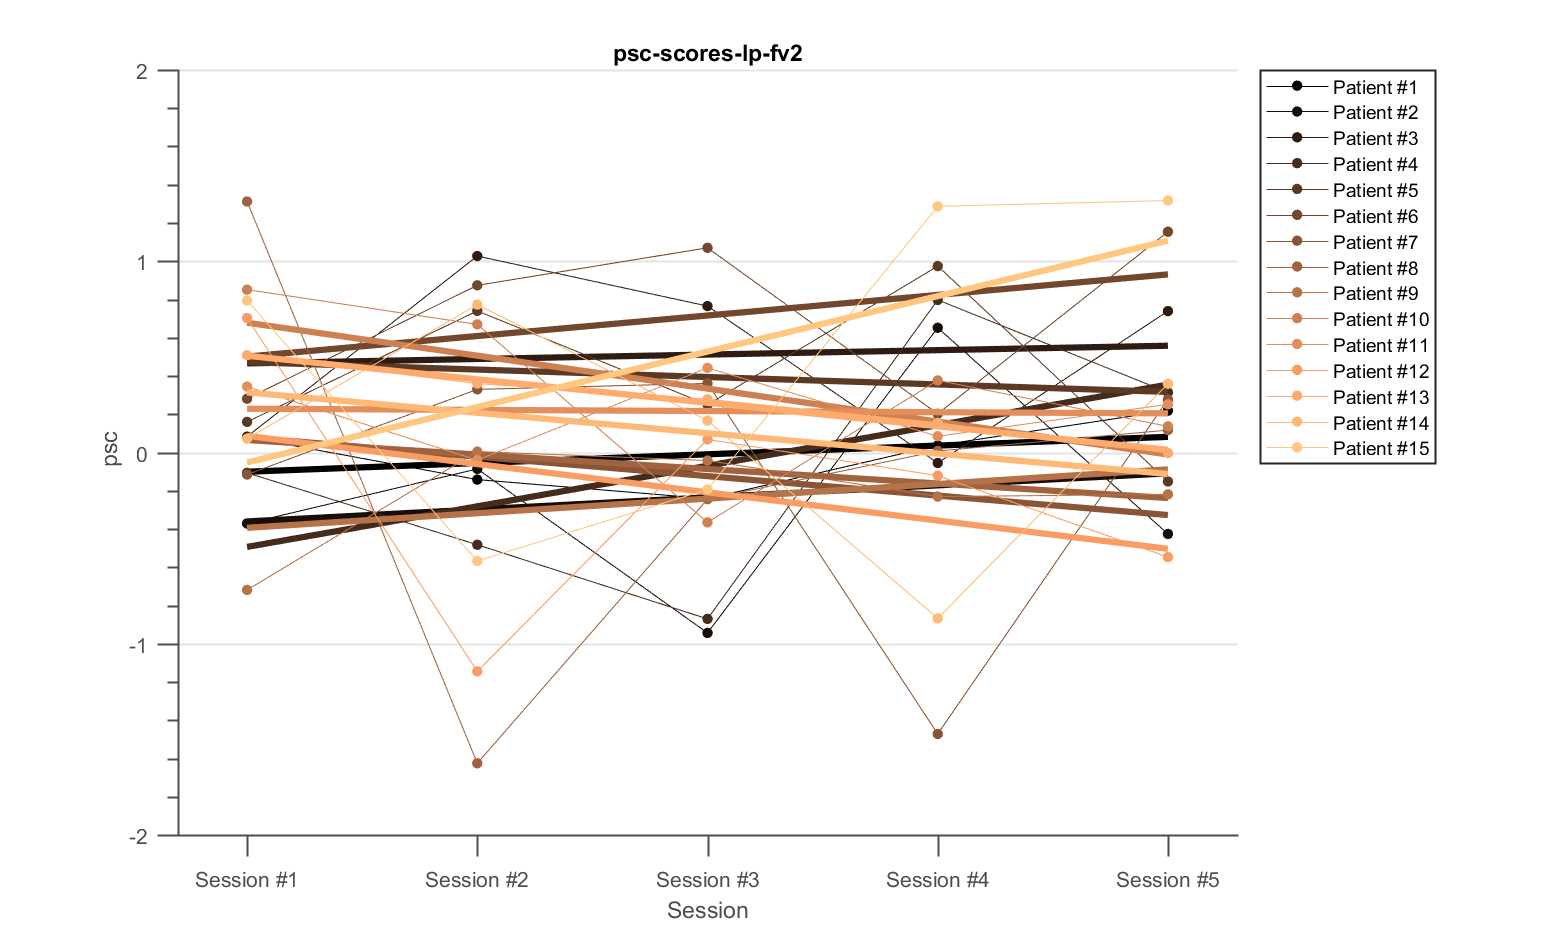 psc-scores-lp-fv2
2
1
0
-1
-2
psc
Session #1
Session #2
Session #3
Session #4
Session #5
Session
Patient #1
Patient #2
Patient #3
Patient #4
Patient #5
Patient #6
Patient #7
Patient #8
Patient #9
Patient #10
Patient #11
Patient #12
Patient #13
Patient #14
Patient #15